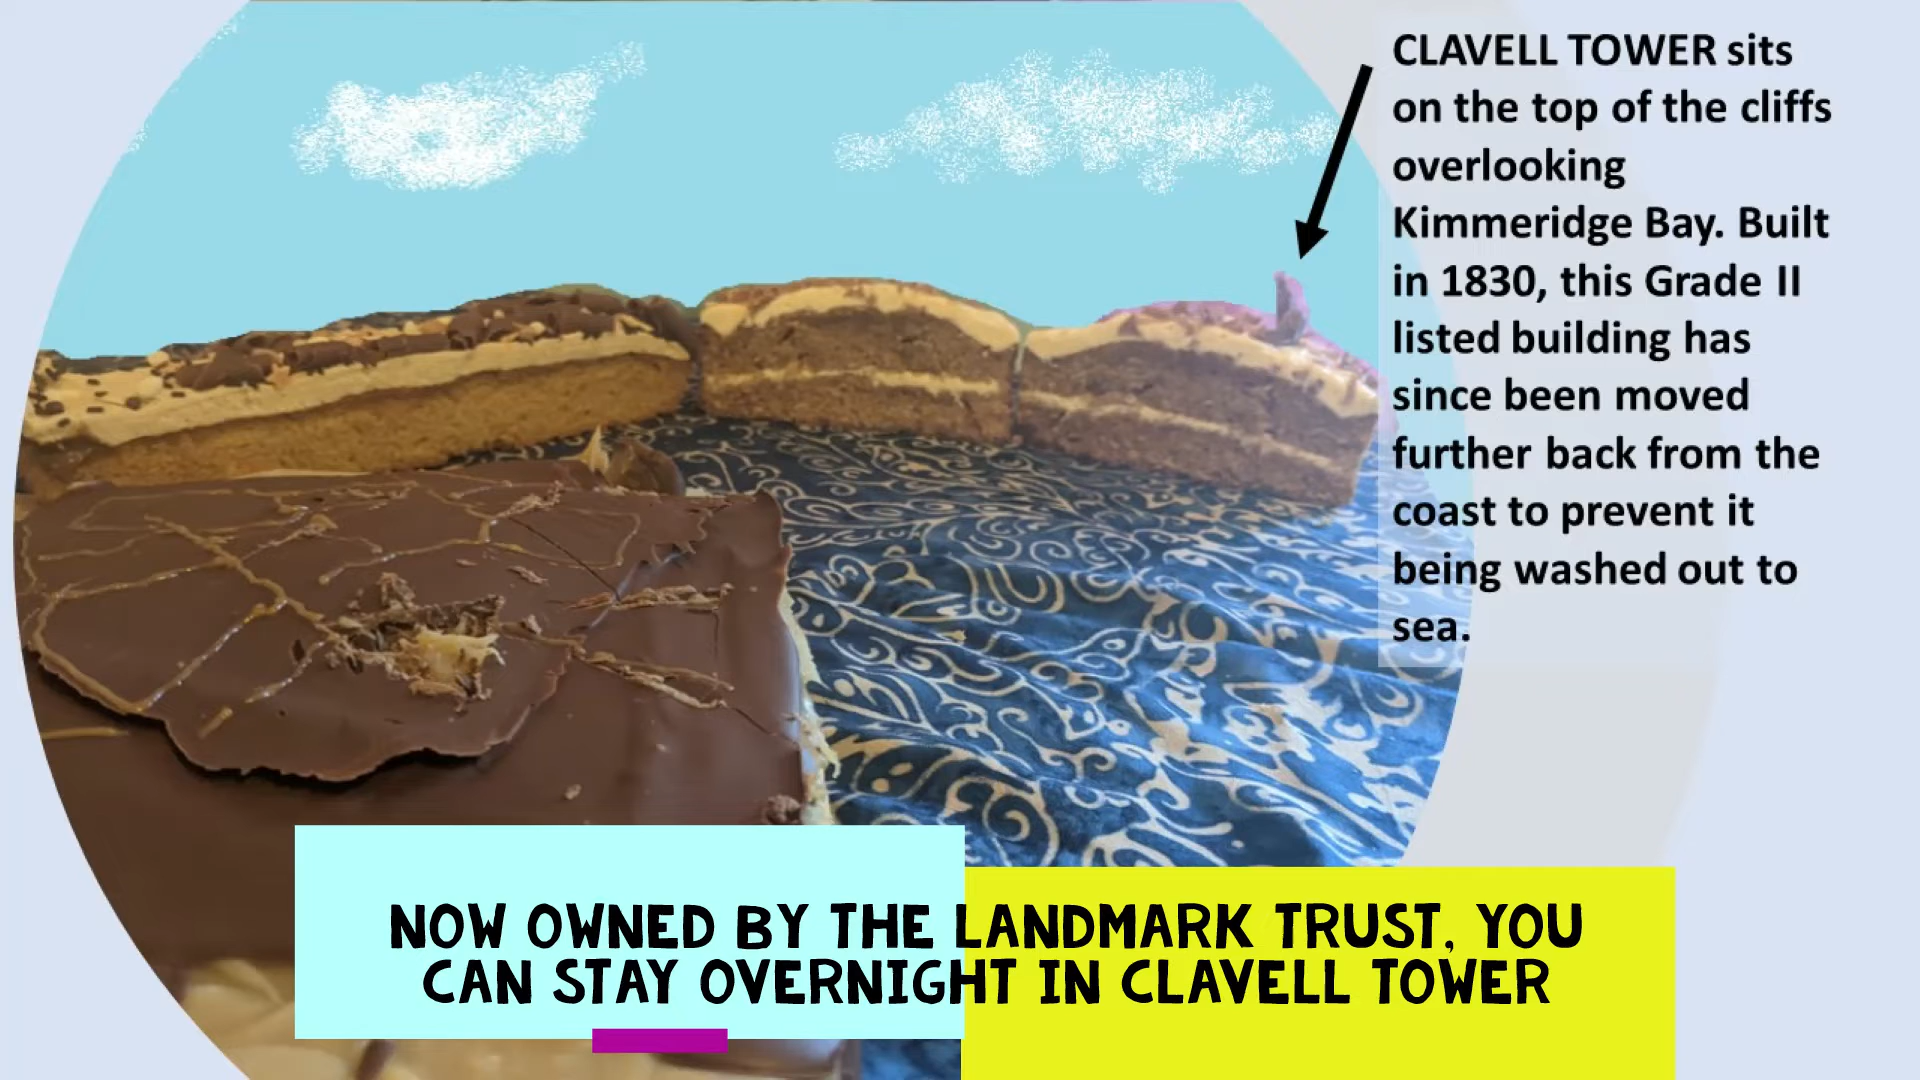 CLAVELL TOWER sits
on the top of the cliffs
overlooking
Kimmeridge Bay. Built
in 1830, this Grade II
listed building has
since been moved
further back from the
coast to prevent it
being washed out to
sea.
NOW OWNED BY THE LANDMARK TRUST, YOU
CAN STAY OVERNIGHT IN CLAVELL TOWER